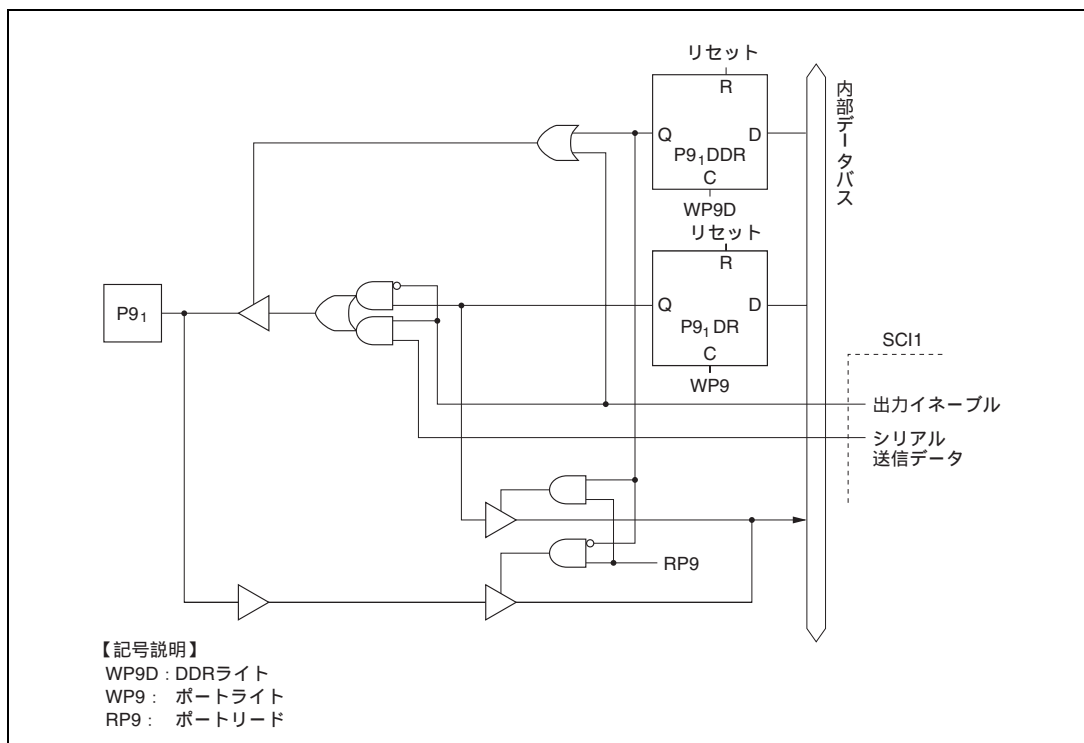 リセット
R
Q
D
P9₁DDR
C
WP9D
内部データバス
リセット
R
Q
D
P9₁DR
C
WP9
P9₁
SCI1
出力イネーブル
シリアル
送信データ
RP9
【記号説明】
WP9D : DDRライト
WP9 : ポートライト
RP9 : ポートリード